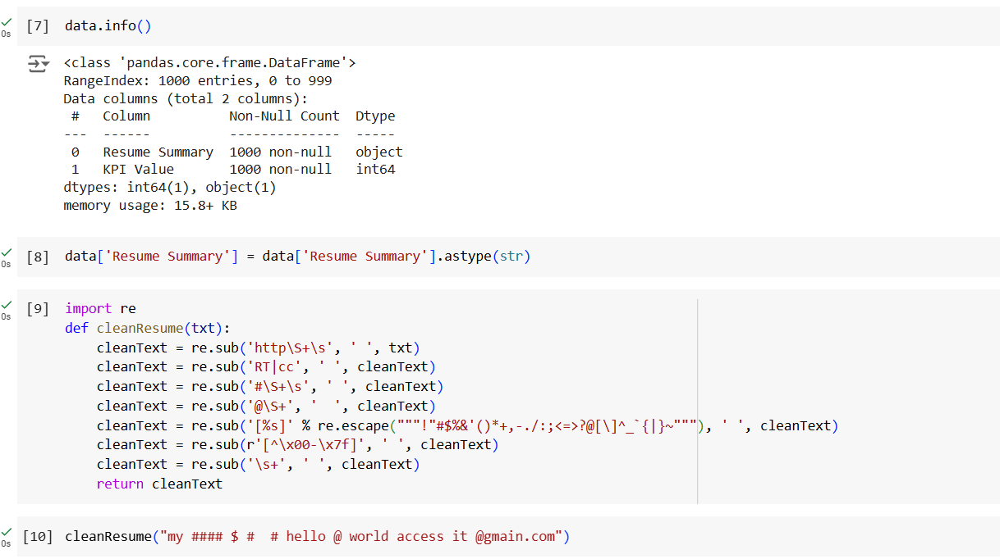 [7] data.info()
0s
<class 'pandas.core.frame.DataFrame'>
RangeIndex: 1000 entries, 0 to 999
Data columns (total 2 columns):
 #   Column          Non-Null Count  Dtype
---  ------          --------------  -----
 0   Resume Summary  1000 non-null   object
 1   KPI Value       1000 non-null   int64
dtypes: int64(1), object(1)
memory usage: 15.8+ KB
[8] data['Resume Summary'] = data['Resume Summary'].astype(str)
0s
[9] import re
0s
def cleanResume(txt):
    cleanText = re.sub('http\S+\s', ' ', txt)
    cleanText = re.sub('RT|cc', ' ', cleanText)
    cleanText = re.sub('#\S+\s', ' ', cleanText)
    cleanText = re.sub('@\S+', '  ', cleanText)
    cleanText = re.sub('[%s]' % re.escape("""!"#$%&'()*+,-./:;<=>?@[\]^_`{|}~"""), ' ', cleanText)
    cleanText = re.sub(r'[^\x00-\x7f]', ' ', cleanText)
    cleanText = re.sub('\s+', ' ', cleanText)
    return cleanText
[10] cleanResume("my #### $ #  # hello @ world access it @gmain.com")
0s